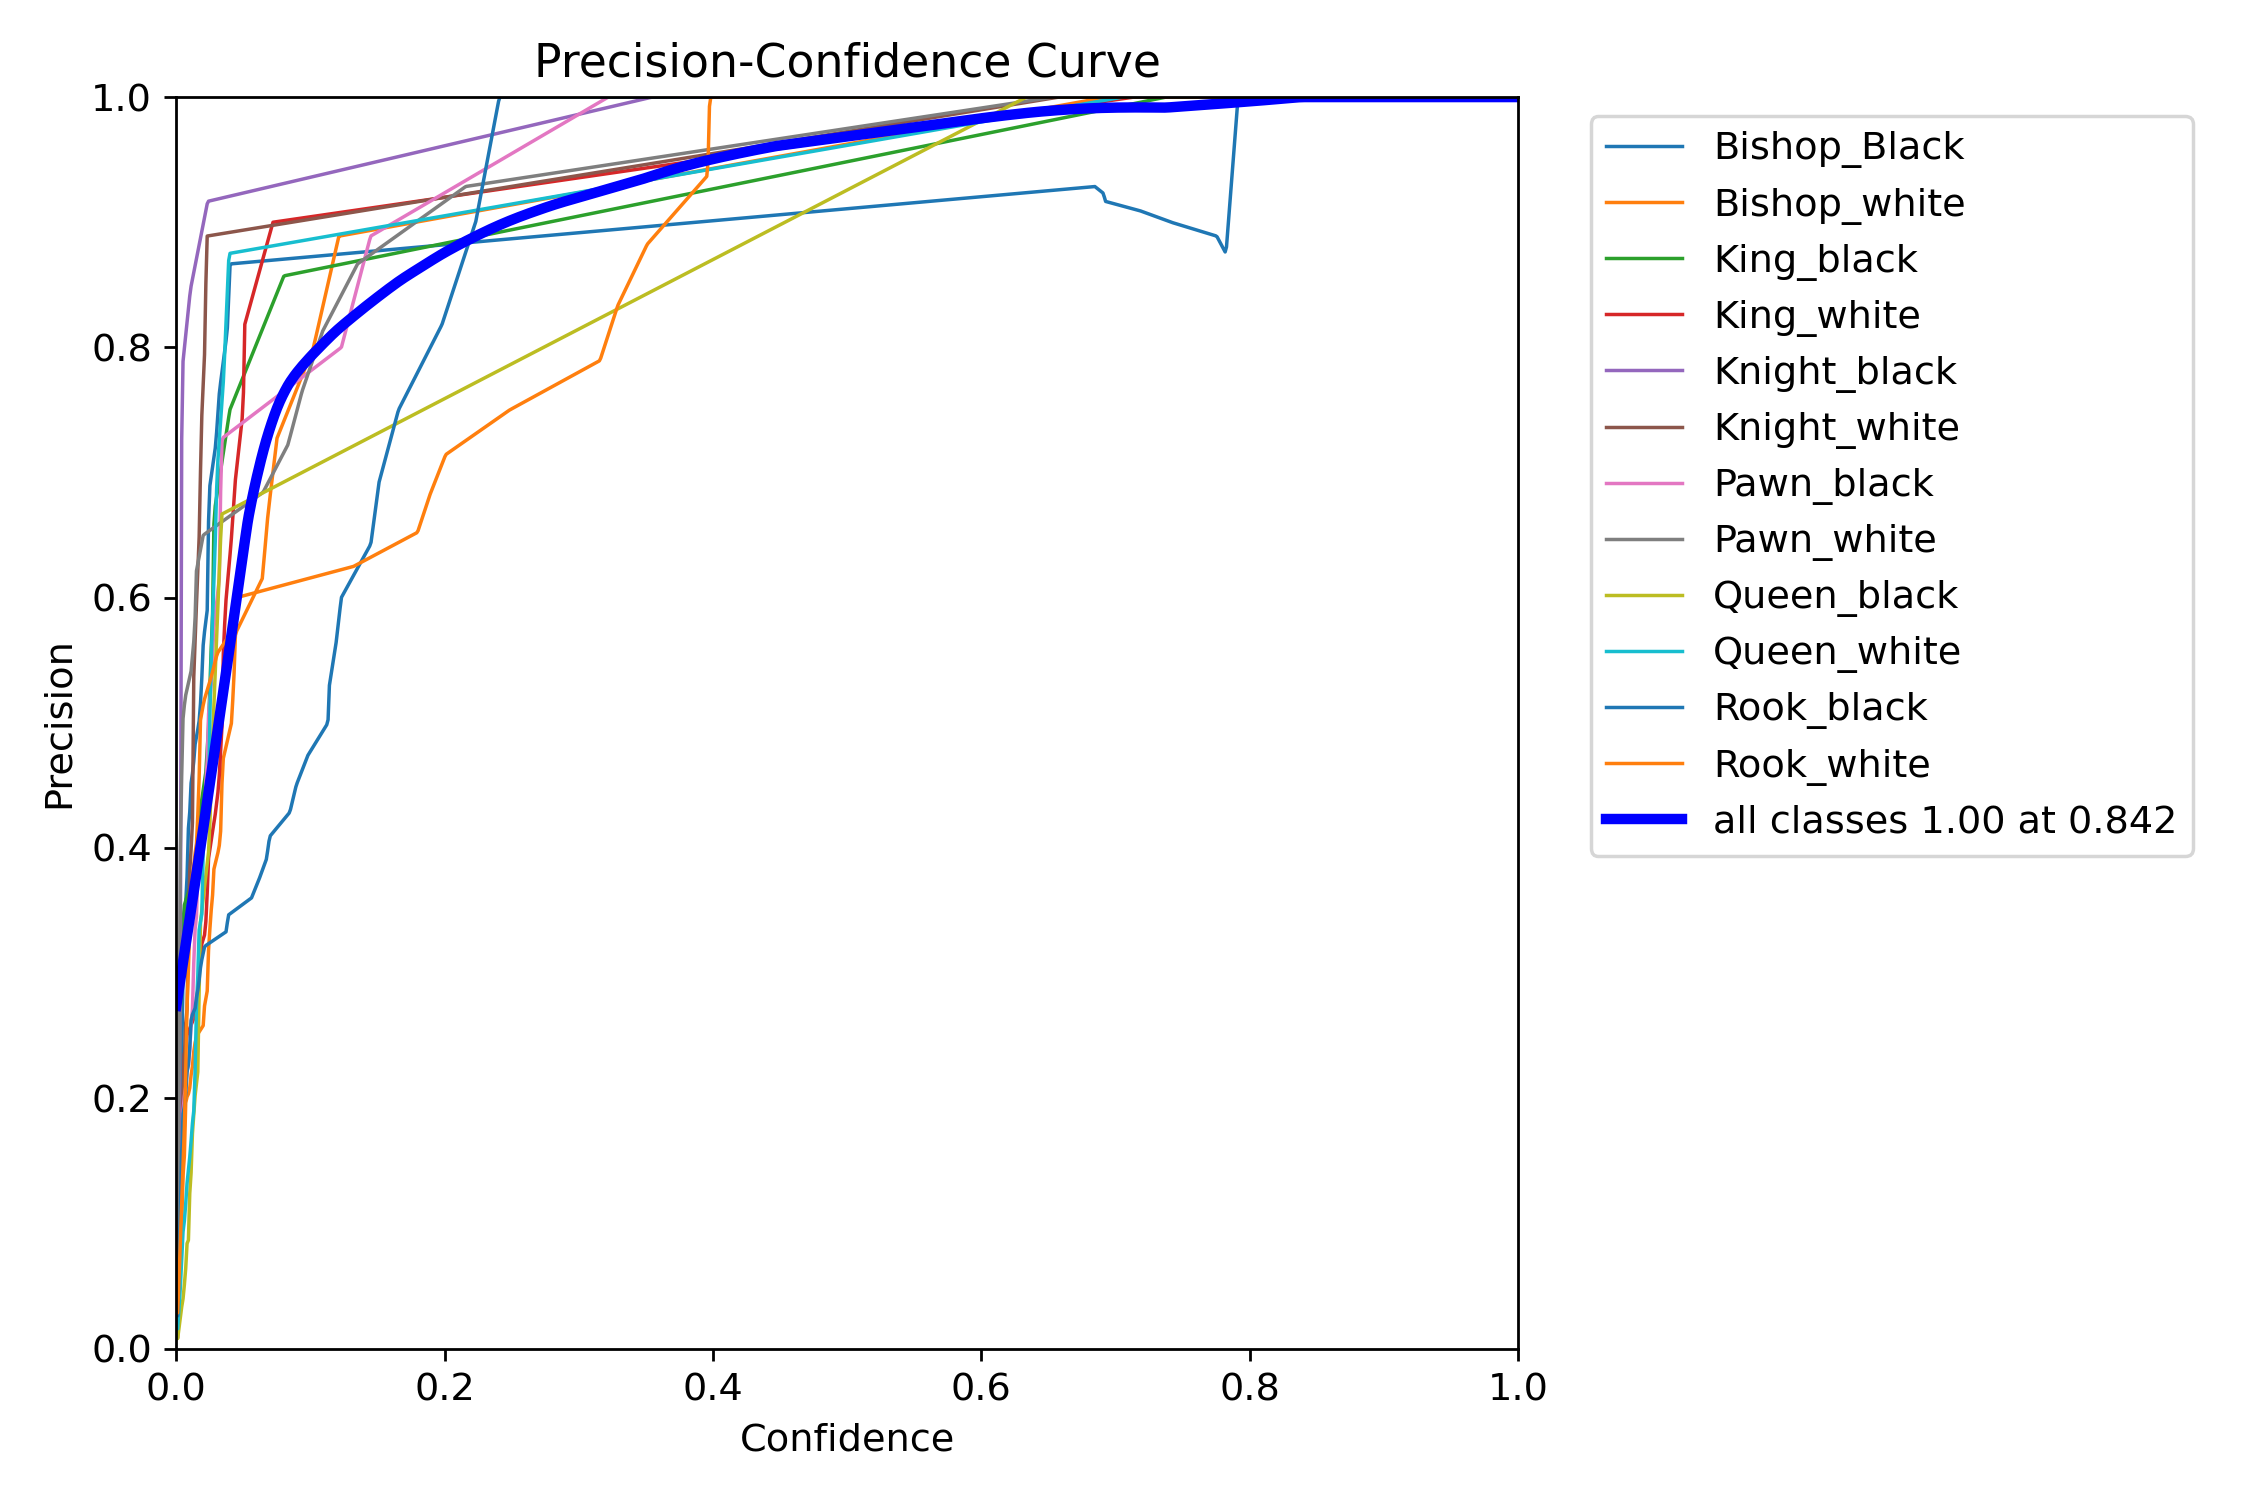 Precision-Confidence Curve
1.0
0.8
0.6
0.4
0.2
0.0
Precision
0.0 0.2 0.4 0.6 0.8 1.0
Confidence
Bishop_Black
Bishop_white
King_black
King_white
Knight_black
Knight_white
Pawn_black
Pawn_white
Queen_black
Queen_white
Rook_black
Rook_white
all classes 1.00 at 0.842